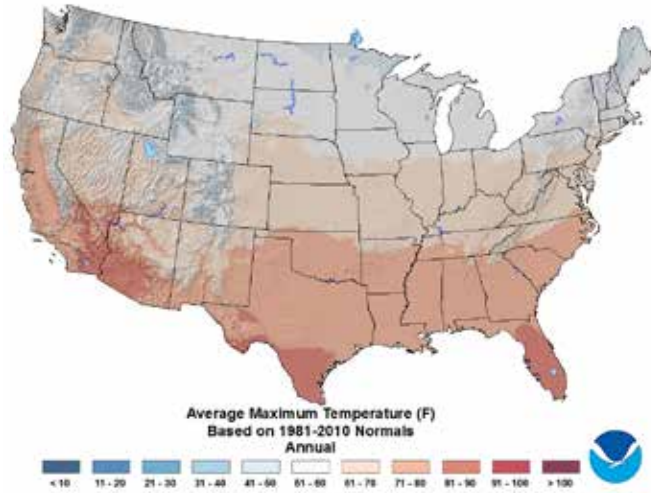 Average Maximum Temperature (F)
Based on 1981-2010 Normals
Annual
< 10 11 - 20 21 - 30 31 - 40 41 - 50 51 - 60 61 - 70 71 - 80 81 - 90 91 - 100 > 100